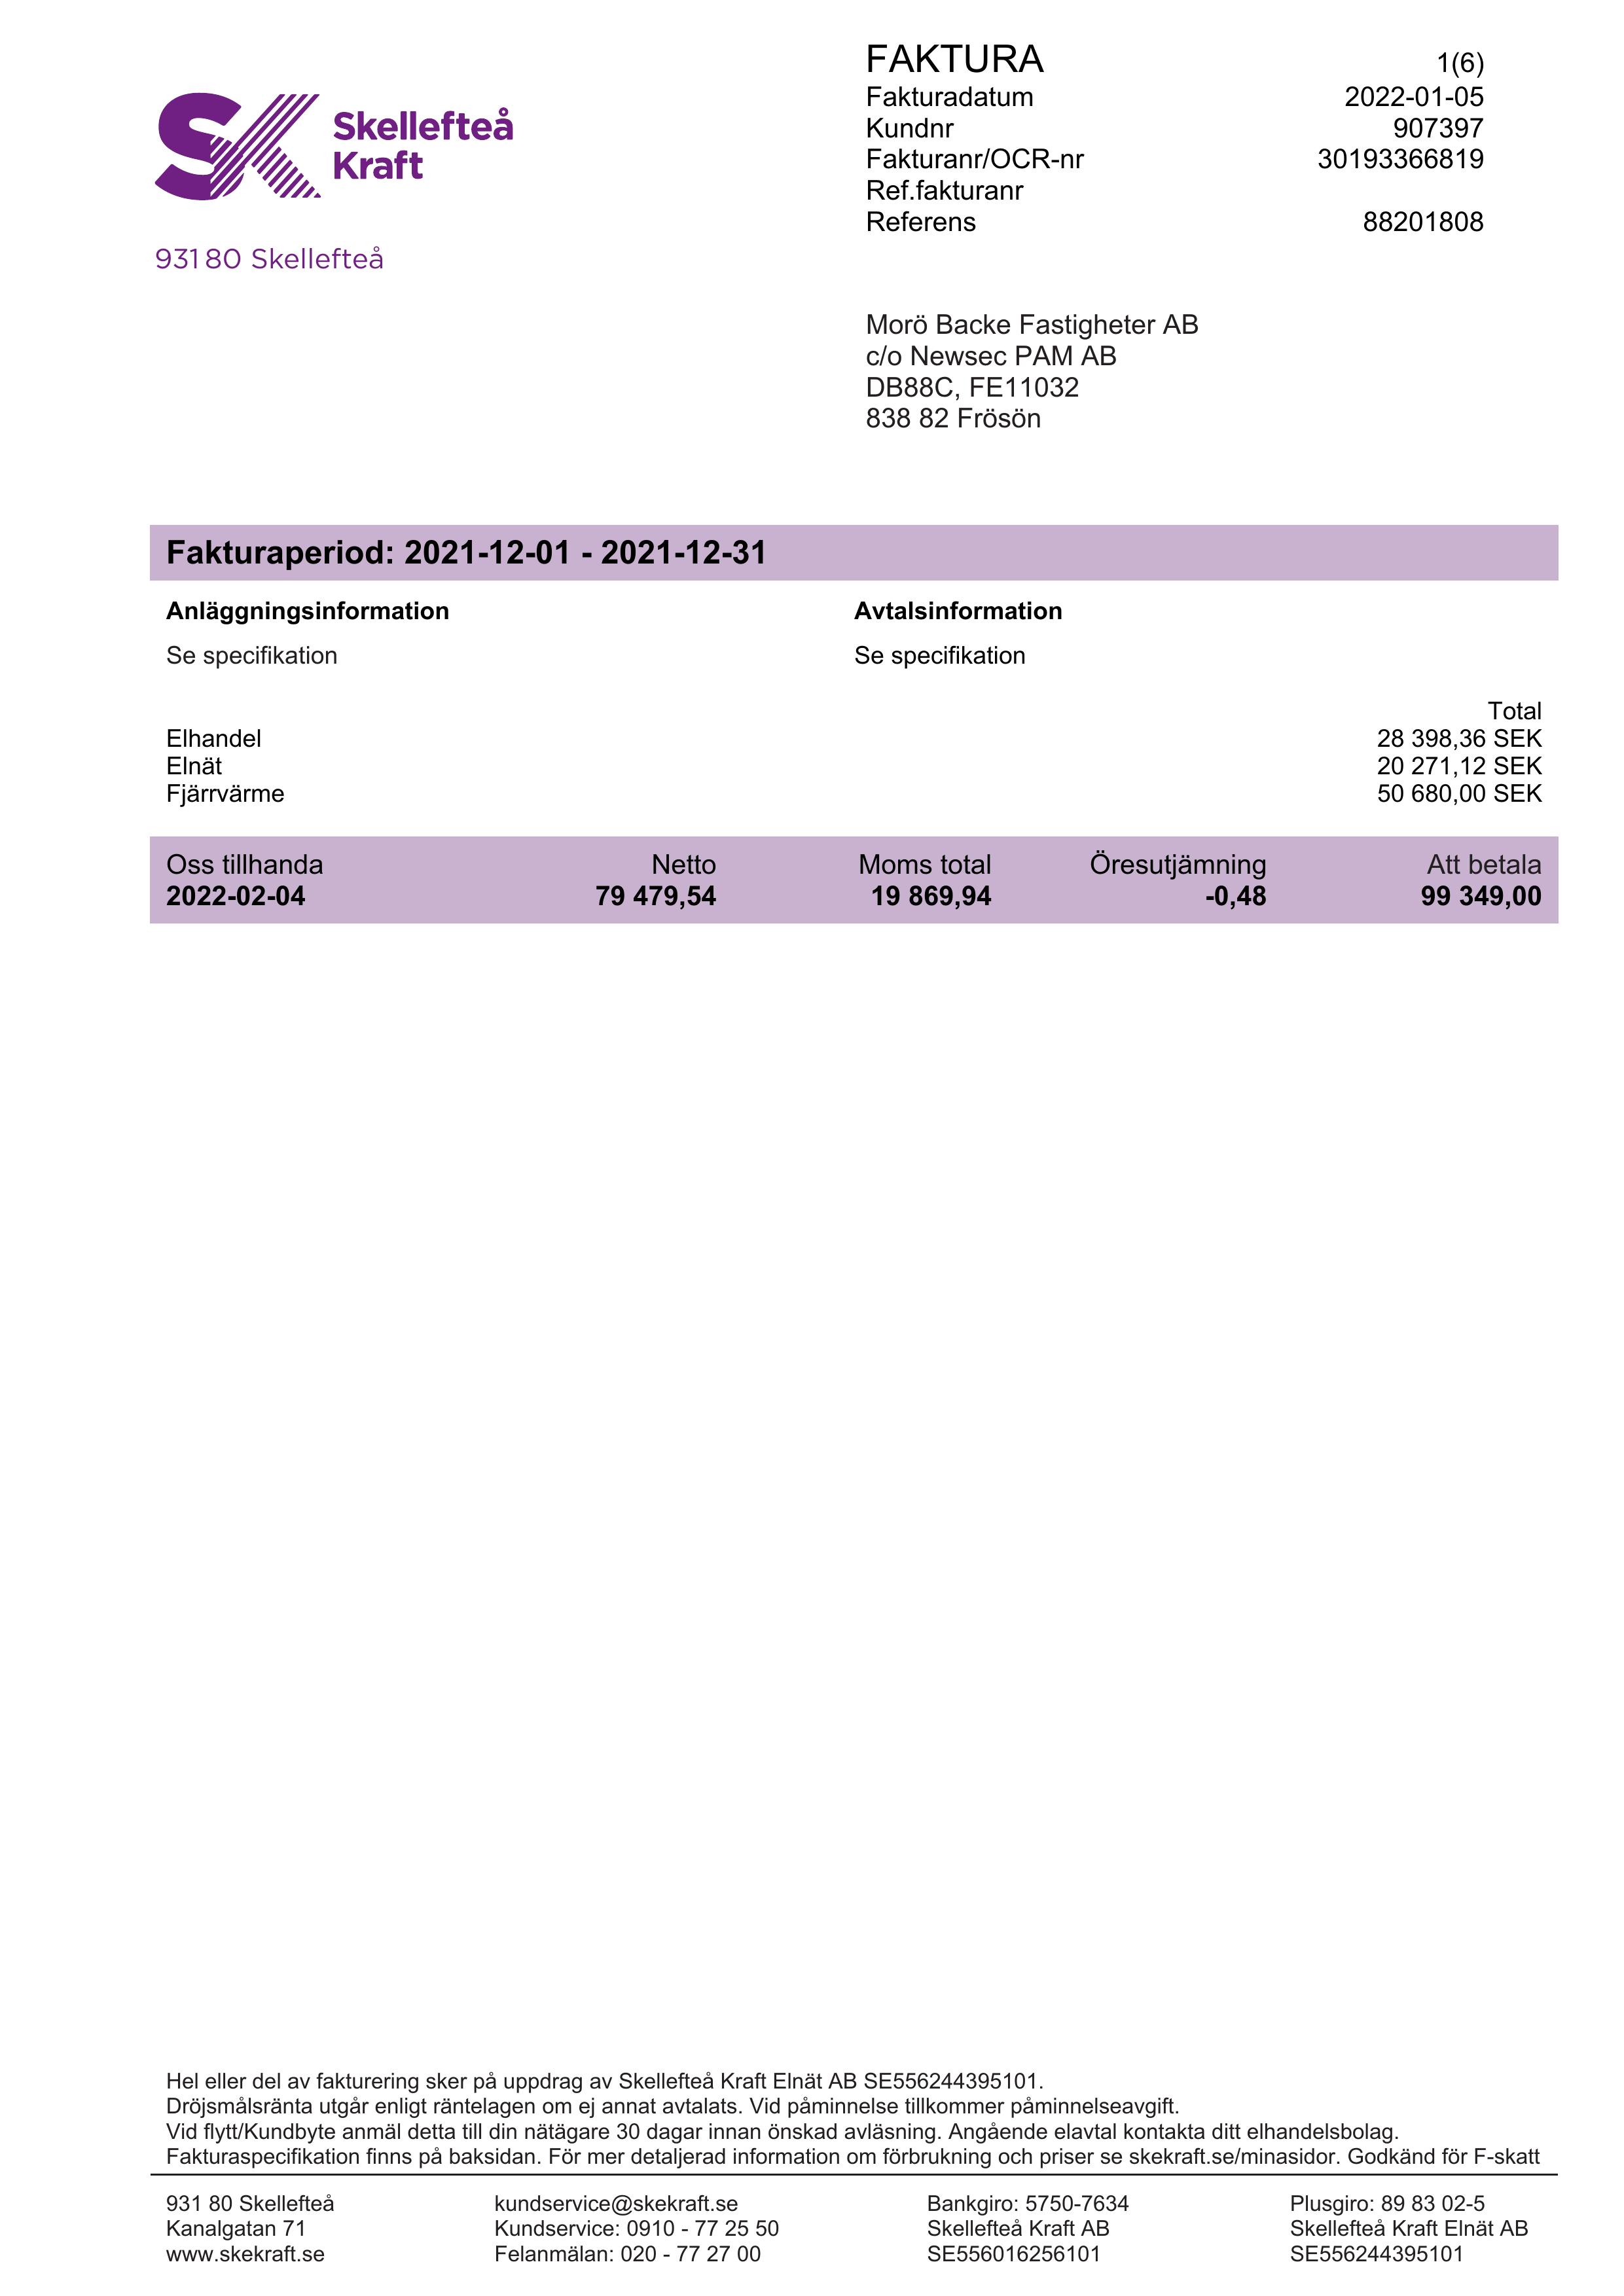 FAKTURA 1(6)
Fakturadatum 2022-01-05
Kundnr 907397
Fakturanr/OCR-nr 30193366819
Ref.fakturanr
Referens 88201808
SK Skellefteå
Kraft
931 80 Skellefteå
Morö Backe Fastigheter AB
c/o Newsec PAM AB
DB88C, FE11032
838 82 Frösön
Fakturaperiod: 2021-12-01 - 2021-12-31
Anläggningsinformation Avtalsinformation
Se specifikation Se specifikation
Total
Elhandel 28 398,36 SEK
Elnät 20 271,12 SEK
Fjärrvärme 50 680,00 SEK
Oss tillhanda Netto Moms total Öresutjämning Att betala
2022-02-04 79 479,54 19 869,94 -0,48 99 349,00
Hel eller del av fakturering sker på uppdrag av Skellefteå Kraft Elnät AB SE556244395101.
Dröjsmålsränta utgår enligt räntelagen om ej annat avtalats. Vid påminnelse tillkommer påminnelseavgift.
Vid flytt/Kundbyte anmäl detta till din nätägare 30 dagar innan önskad avläsning. Angående elavtal kontakta ditt elhandelsbolag.
Fakturaspecifikation finns på baksidan. För mer detaljerad information om förbrukning och priser se skekraft.se/minasidor. Godkänd för F-skatt
931 80 Skellefteå kundservice@skekraft.se Bankgiro: 5750-7634 Plusgiro: 89 83 02-5
Kanalgatan 71 Kundservice: 0910 - 77 25 50 Skellefteå Kraft AB Skellefteå Kraft Elnät AB
www.skekraft.se Felanmälan: 020 - 77 27 00 SE556016256101 SE556244395101